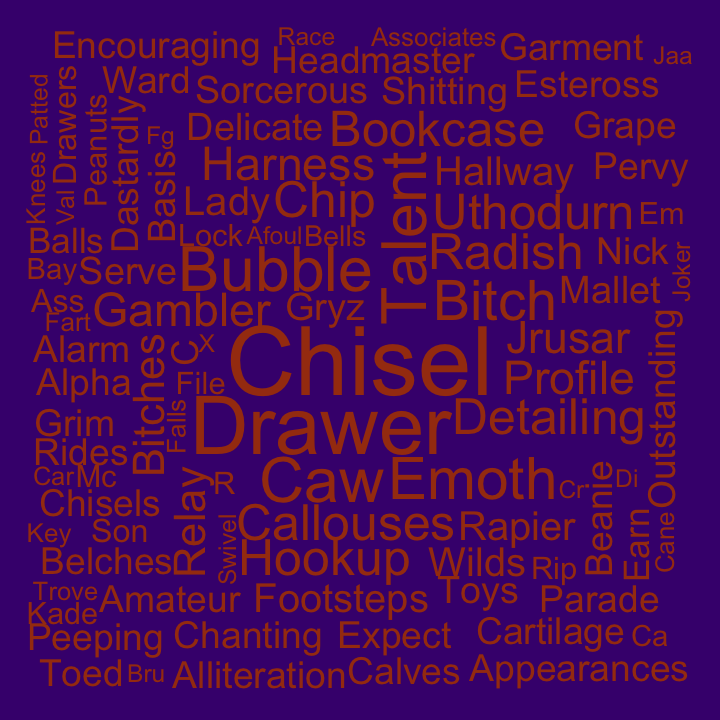 Encouraging
Race
Associates
Headmaster
Garment
Jaa
Ward
Sorcerous
Shitting
Esteross
Patted
Knees
Drawers
Val
Peanuts
Dastardly
Fg
Basis
Delicate
Bookcase
Grape
Harness
Talent
Hallway
Pervy
Lady
Chip
Uthodurn
Em
Balls
Lock
Afoul
Bells
Radish
Nick
Joker
Bay
Serve
Bubble
Ass
Fart
Gambler
Gryz
Bitch
Mallet
Alarm
Bitches
C
X
Chisel
Jrusar
Outstanding
Alpha
File
Profile
Grim
Falls
Drawer
Detailing
Rides
Car
Mc
Relay
R
Caw
Emoth
Cr
Di
Chisels
Beanie
Key
Son
Swivel
Callouses
Rapier
Earn
Cane
Belches
Hookup
Wilds
Rip
Trove
Kade
Amateur
Footsteps
Toys
Parade
Peeping
Chanting
Expect
Cartilage
Ca
Toed
Bru
Alliteration
Calves
Appearances